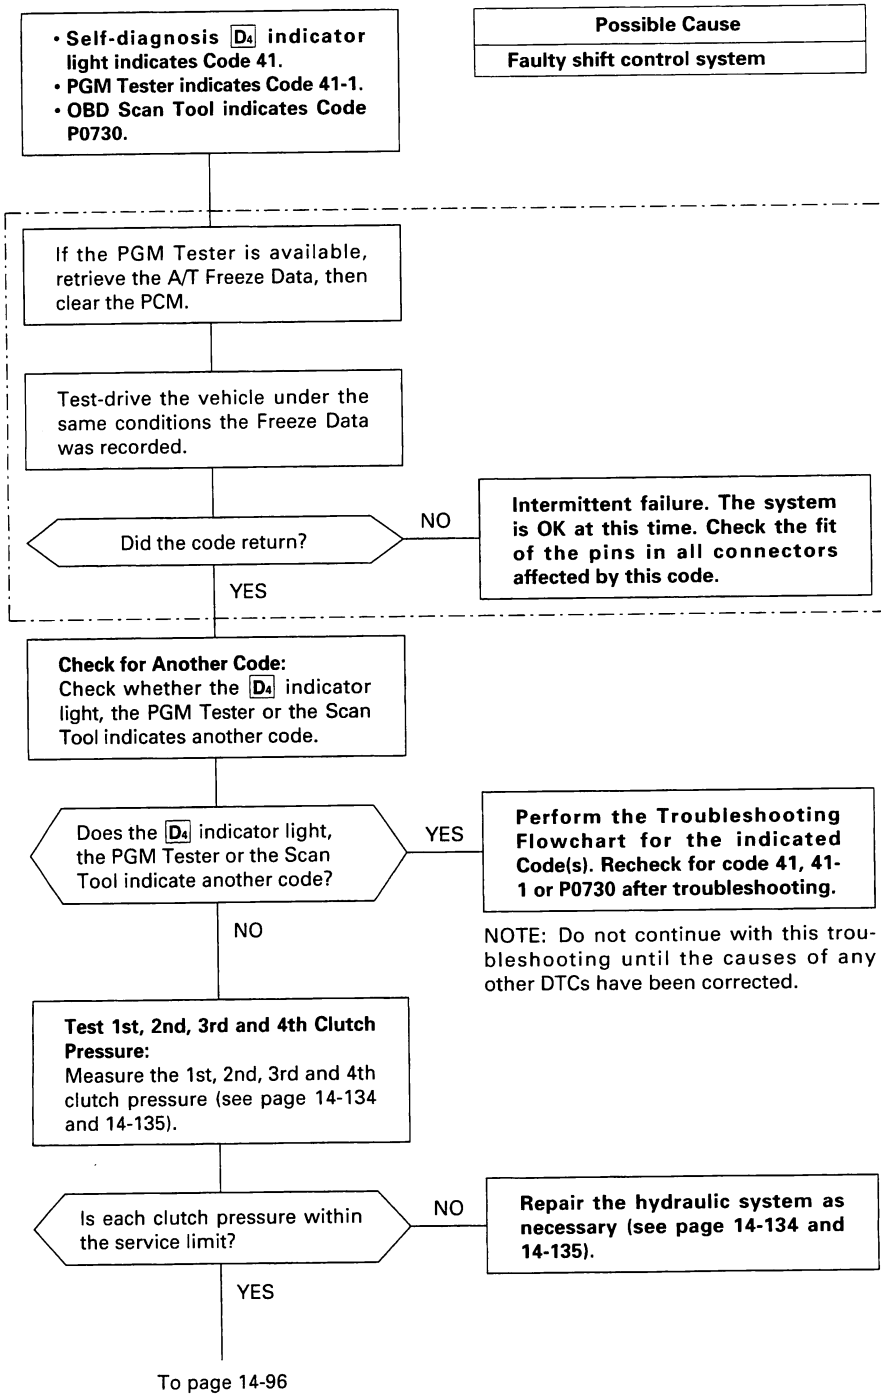 • Self-diagnosis D4 indicator
light indicates Code 41.
• PGM Tester indicates Code 41-1.
• OBD Scan Tool indicates Code
P0730.
Possible Cause
Faulty shift control system
If the PGM Tester is available,
retrieve the A/T Freeze Data, then
clear the PCM.
Test-drive the vehicle under the
same conditions the Freeze Data
was recorded.
Did the code return?
NO
Intermittent failure. The system
is OK at this time. Check the fit
of the pins in all connectors
affected by this code.
YES
Check for Another Code:
Check whether the D4 indicator
light, the PGM Tester or the Scan
Tool indicates another code.
Does the D4 indicator light,
the PGM Tester or the Scan
Tool indicate another code?
YES
Perform the Troubleshooting
Flowchart for the indicated
Code(s). Recheck for code 41, 41-
1 or P0730 after troubleshooting.
NO
NOTE: Do not continue with this trou-
bleshooting until the causes of any
other DTCs have been corrected.
Test 1st, 2nd, 3rd and 4th Clutch
Pressure:
Measure the 1st, 2nd, 3rd and 4th
clutch pressure (see page 14-134
and 14-135).
Is each clutch pressure within
the service limit?
NO
Repair the hydraulic system as
necessary (see page 14-134 and
14-135).
YES
To page 14-96